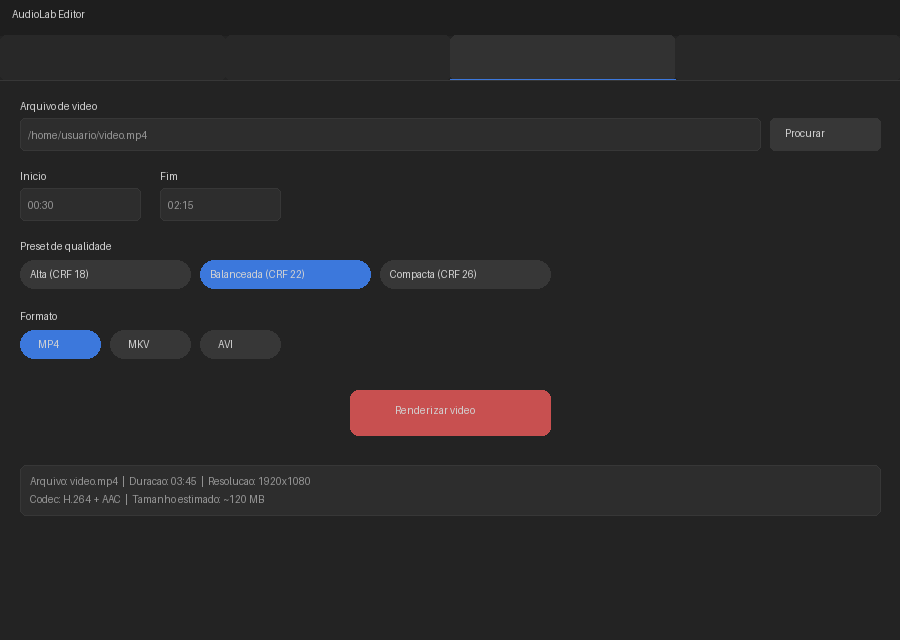 AudioLab Editor
Arquivo de video
/home/usuario/video.mp4
Procurar
Inicio
Fim
00:30
02:15
Preset de qualidade
Alta (CRF 18)
Balanceada (CRF 22)
Compacta (CRF 26)
Formato
MP4
MKV
AVI
Renderizar video
Arquivo: video.mp4 | Duracao: 03:45 | Resolucao: 1920x1080
Codec: H.264 + AAC | Tamanho estimado: ~120 MB